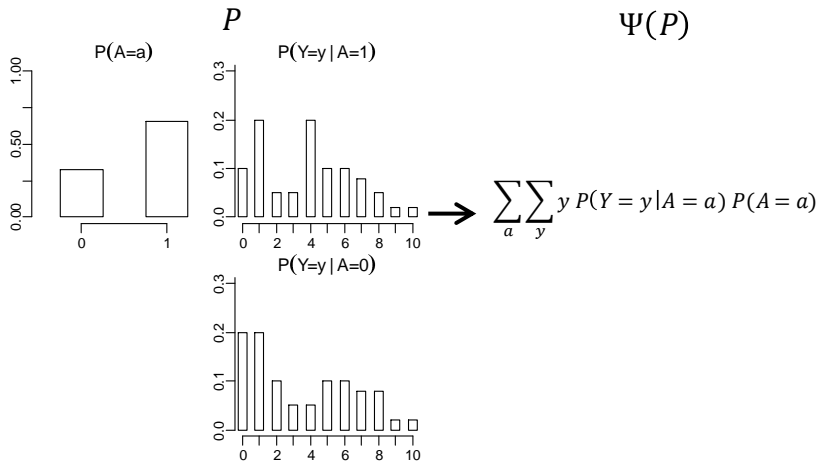 P
Ψ(P)
P(A=a)
0.00 0.50 1.00
0 1
P(Y=y | A=1)
0.0 0.1 0.2 0.3
0 2 4 6 8 10
∑ₐ ∑ᵧ y P(Y = y|A = a) P(A = a)
P(Y=y | A=0)
0.0 0.1 0.2 0.3
0 2 4 6 8 10